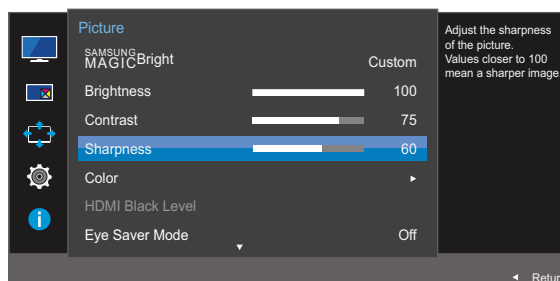 Picture
SAMSUNG
MAGICBright Custom
Brightness 100
Contrast 75
Sharpness 60
Color
HDMI Black Level
Eye Saver Mode Off
Adjust the sharpness
of the picture.
Values closer to 100
mean a sharper image
Retur